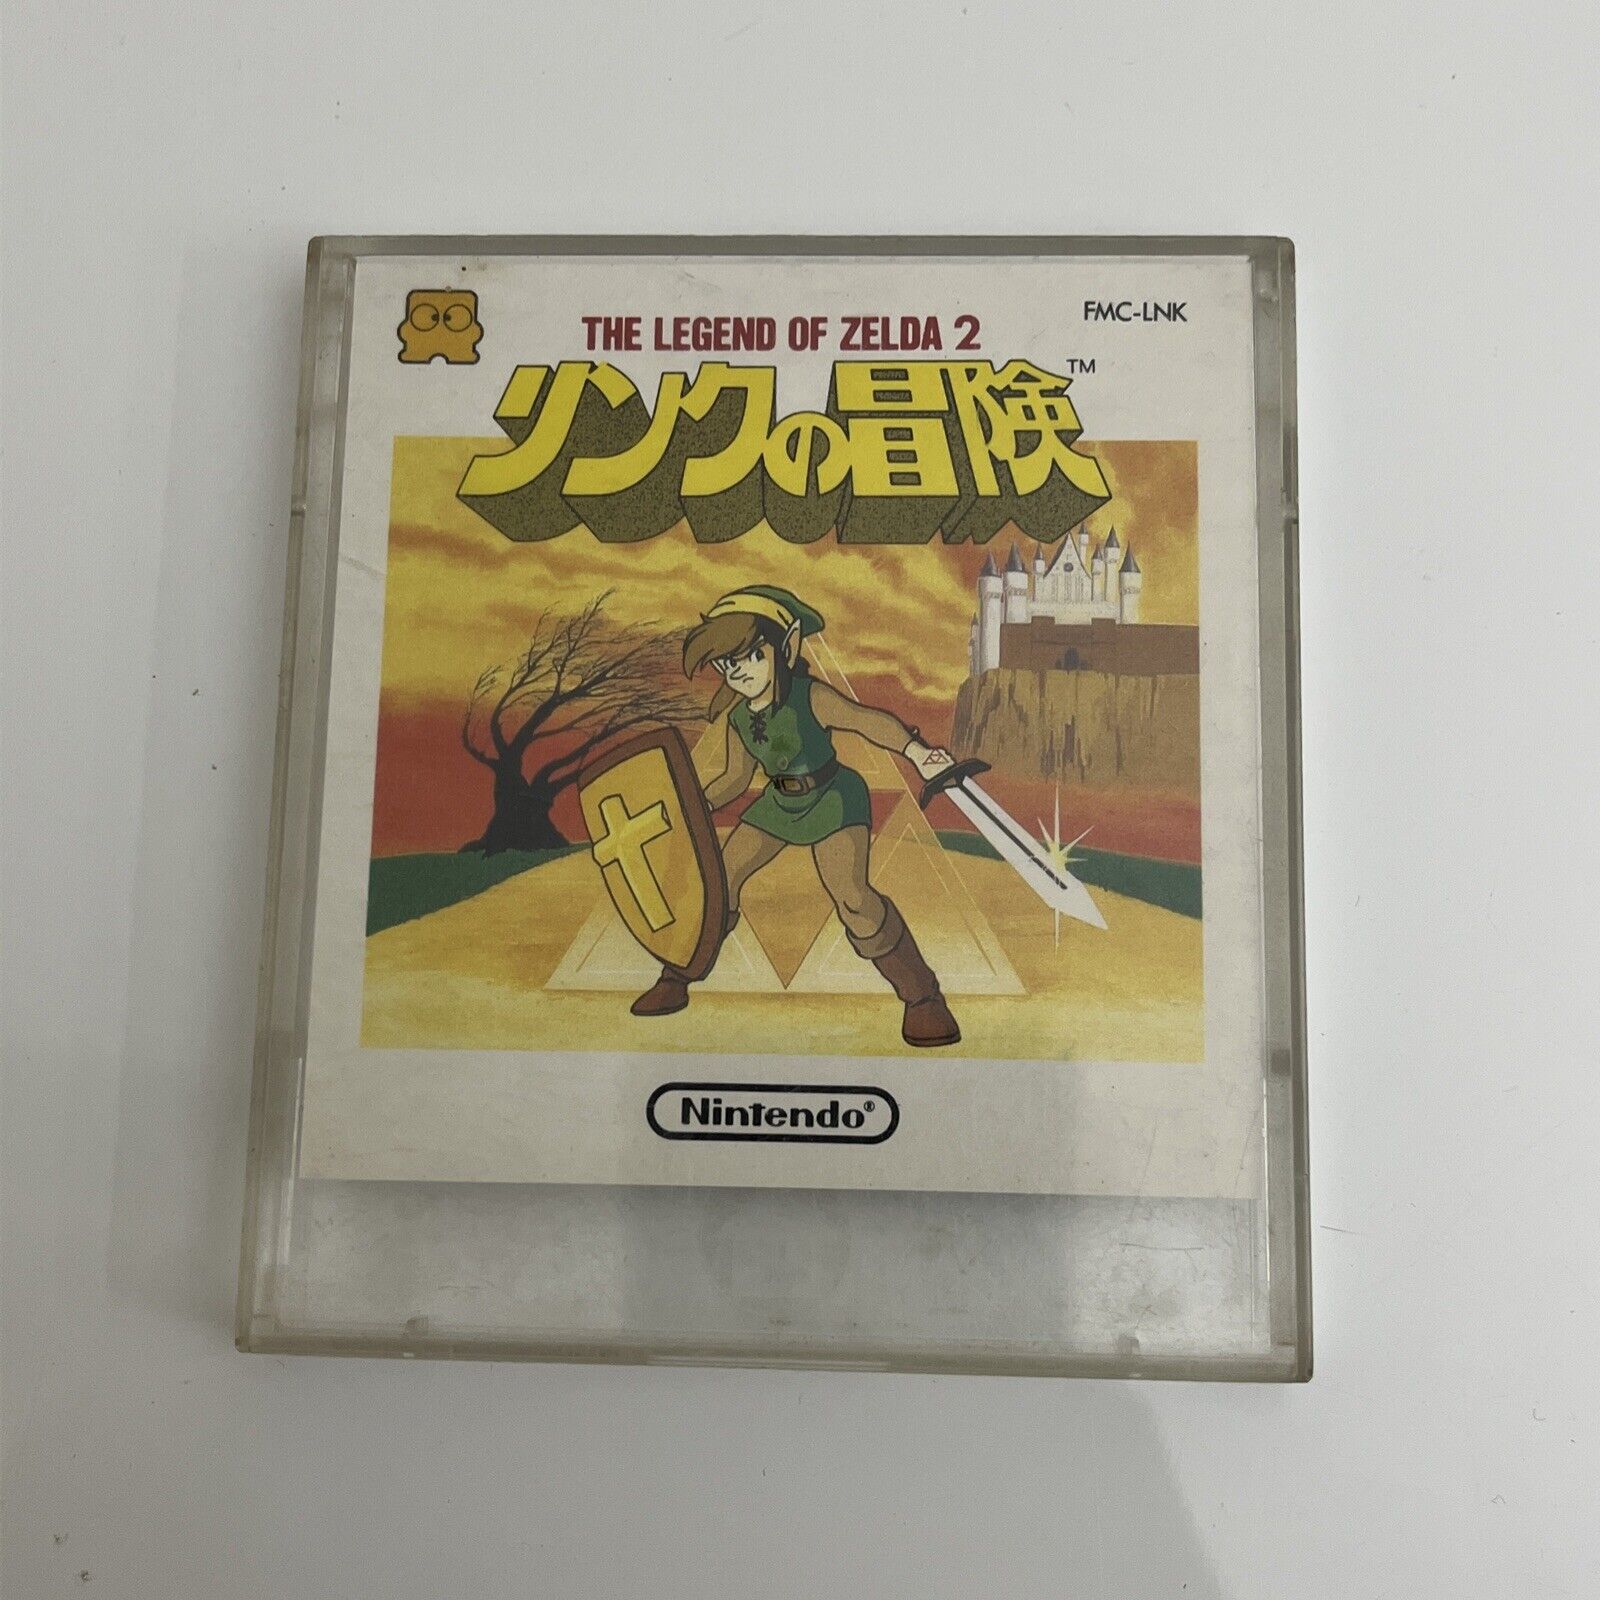 FMC-LNK
THE LEGEND OF ZELDA 2
リンクの冒険™
Nintendo®